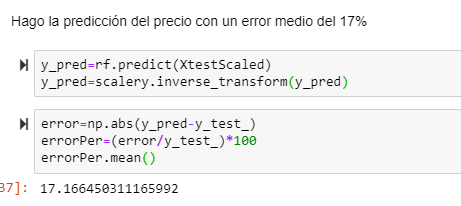 Hago la predicción del precio con un error medio del 17%
y_pred=rf.predict(XtestScaled)
y_pred=scalery.inverse_transform(y_pred)
error=np.abs(y_pred-y_test_)
errorPer=(error/y_test_)*100
errorPer.mean()
37]: 17.166450311165992